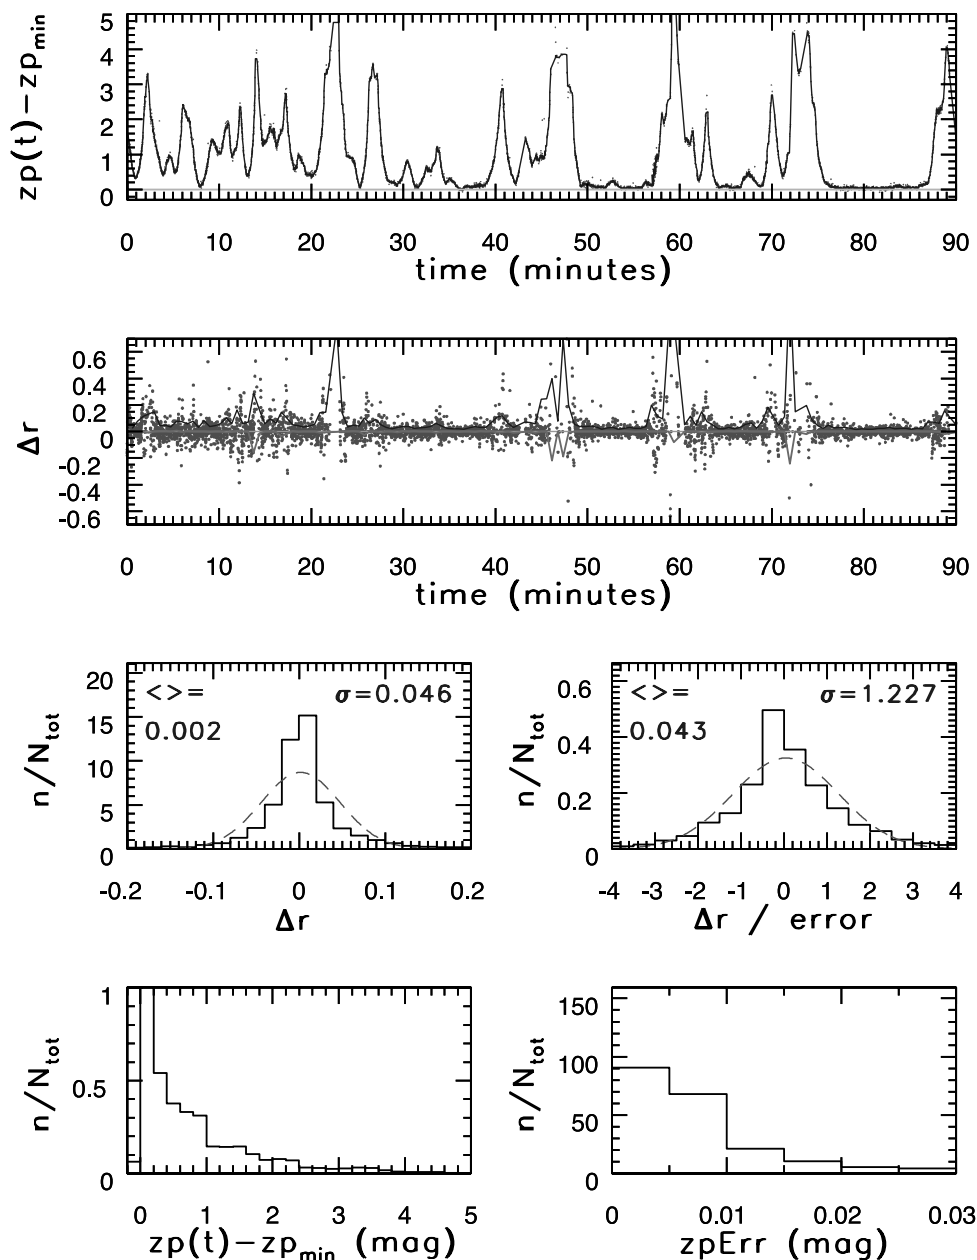 zp(t)−zp_min
5
4
3
2
1
0
0 10 20 30 40 50 60 70 80 90
time (minutes)
Δr
0.6
0.4
0.2
0
-0.2
-0.4
-0.6
0 10 20 30 40 50 60 70 80 90
time (minutes)
n/N_tot
20
15
10
5
0
<>=
0.002
σ=0.046
-0.2 -0.1 0 0.1 0.2
Δr
n/N_tot
0.6
0.4
0.2
0
<>=
0.043
σ=1.227
-4 -3 -2 -1 0 1 2 3 4
Δr / error
n/N_tot
1
0.5
0
0 1 2 3 4 5
zp(t)−zp_min (mag)
n/N_tot
150
100
50
0
0 0.01 0.02 0.03
zpErr (mag)